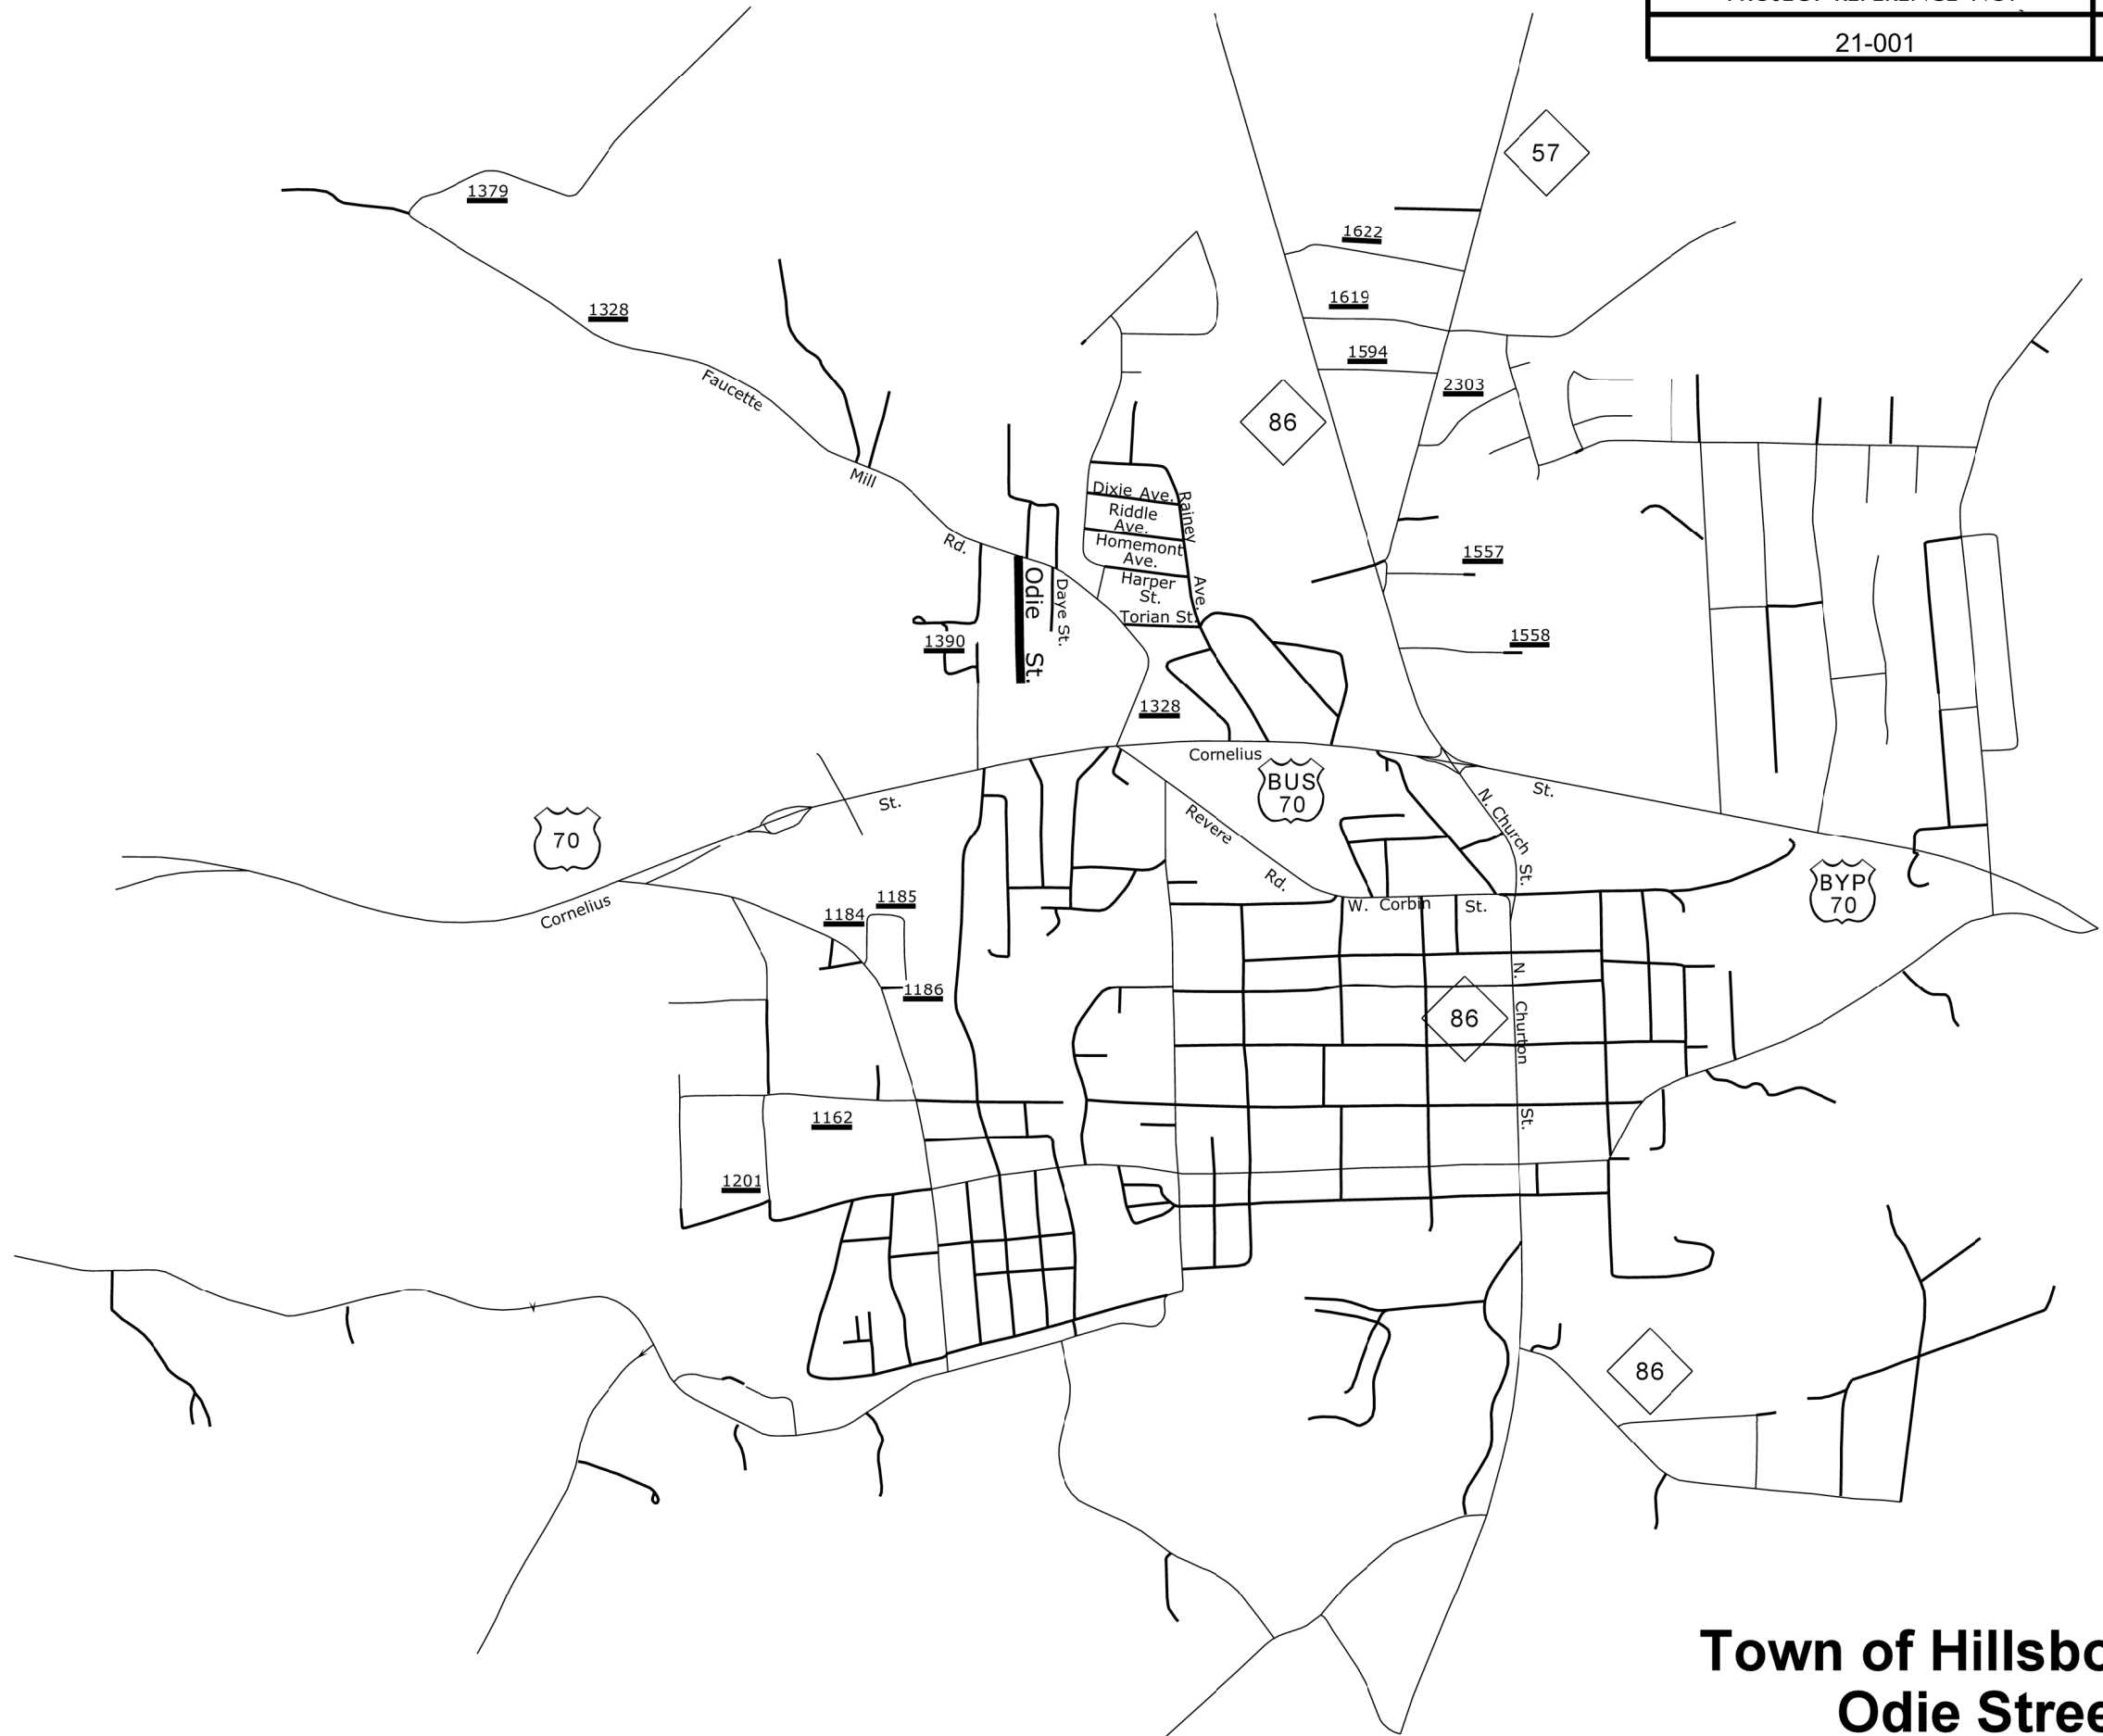 21-001
57
1379
1622
1619
1328
1594
2303
Faucette
86
Mill
Dixie Ave.
Rainey
Riddle
Ave.
Rd.
Homemont
Ave.
1557
Odie
Daye St.
Harper
St.
Ave.
Torian St.
1390
1558
St.
1328
Cornelius
BUS
70
St.
St.
N. Church
St.
Revere
70
Rd.
BYP
70
1185
Cornelius
1184
W. Corbin St.
N.
1186
86
Churton
St.
1162
1201
86
Town of Hillsbo
Odie Stree